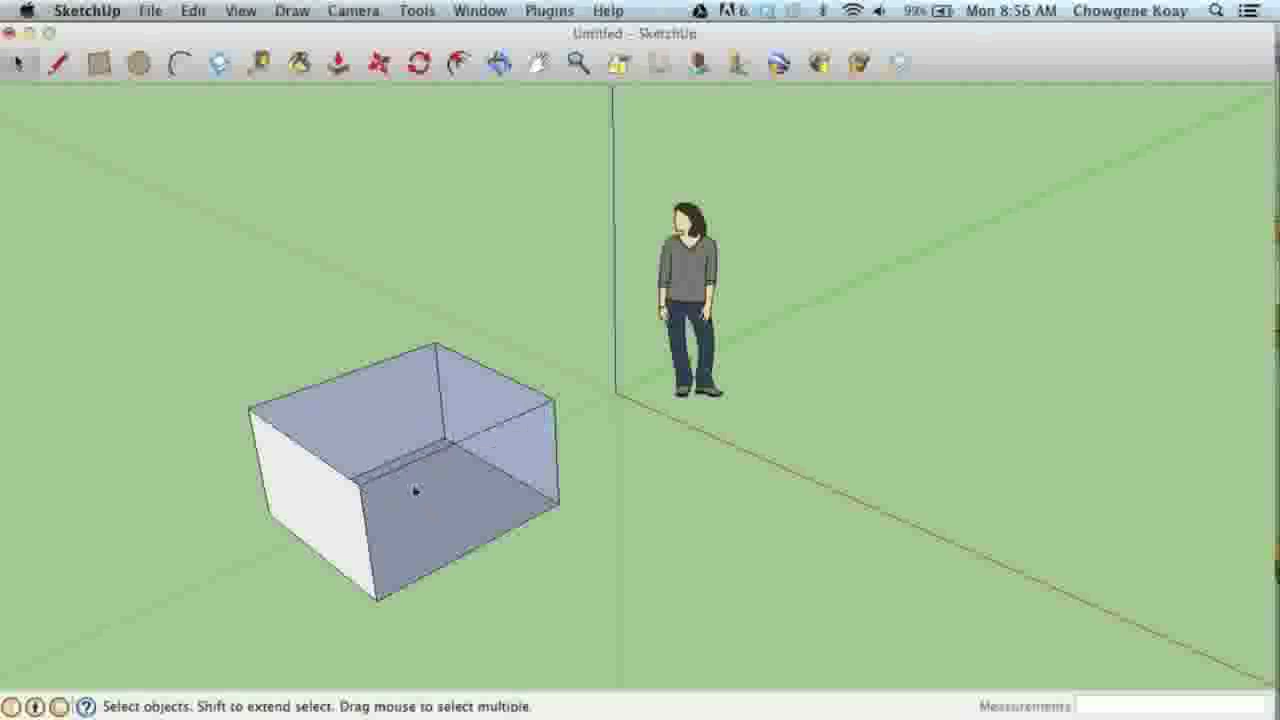 SketchUp File Edit View Draw Camera Tools Window Plugins Help 6 99% Mon 8:56 AM Chowgene Koay
Untitled - SketchUp
Select objects. Shift to extend select. Drag mouse to select multiple. Measurements